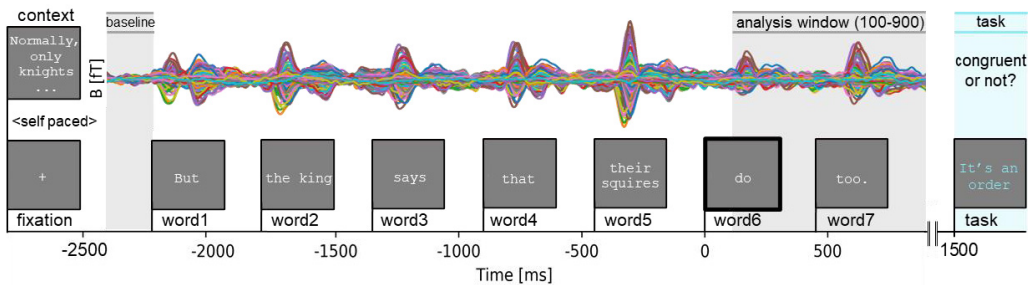 context
baseline
analysis window (100-900)
task
Normally,
only
knights
...
B [fT]
congruent
or not?
<self paced>
+
But
the king
says
that
their
squires
do
too.
It's an
order
fixation
word1
word2
word3
word4
word5
word6
word7
task
-2500
-2000
-1500
-1000
-500
0
500
1500
Time [ms]